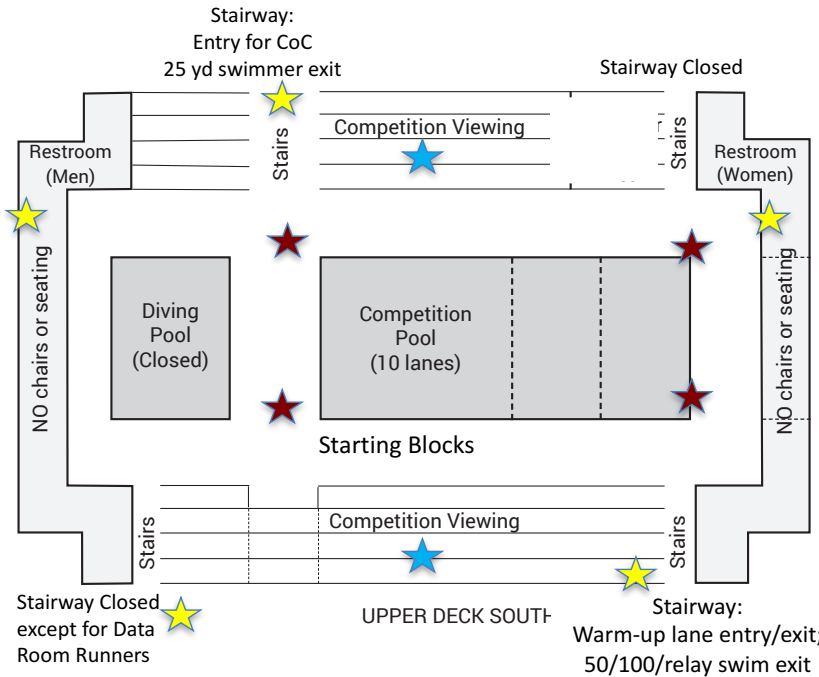 Stairway:
Entry for CoC
25 yd swimmer exit
Stairway Closed
Restroom
(Men)
Stairs
Competition Viewing
r
Stairs
Restroom
(Women)
NO chairs or seating
Diving
Pool
(Closed)
Competition
Pool
(10 lanes)
NO chairs or seating
Starting Blocks
Stairs
Competition Viewing
Stairs
Stairway Closed
except for Data
Room Runners
UPPER DECK SOUTH
Stairway:
Warm-up lane entry/exit;
50/100/relay swim exit